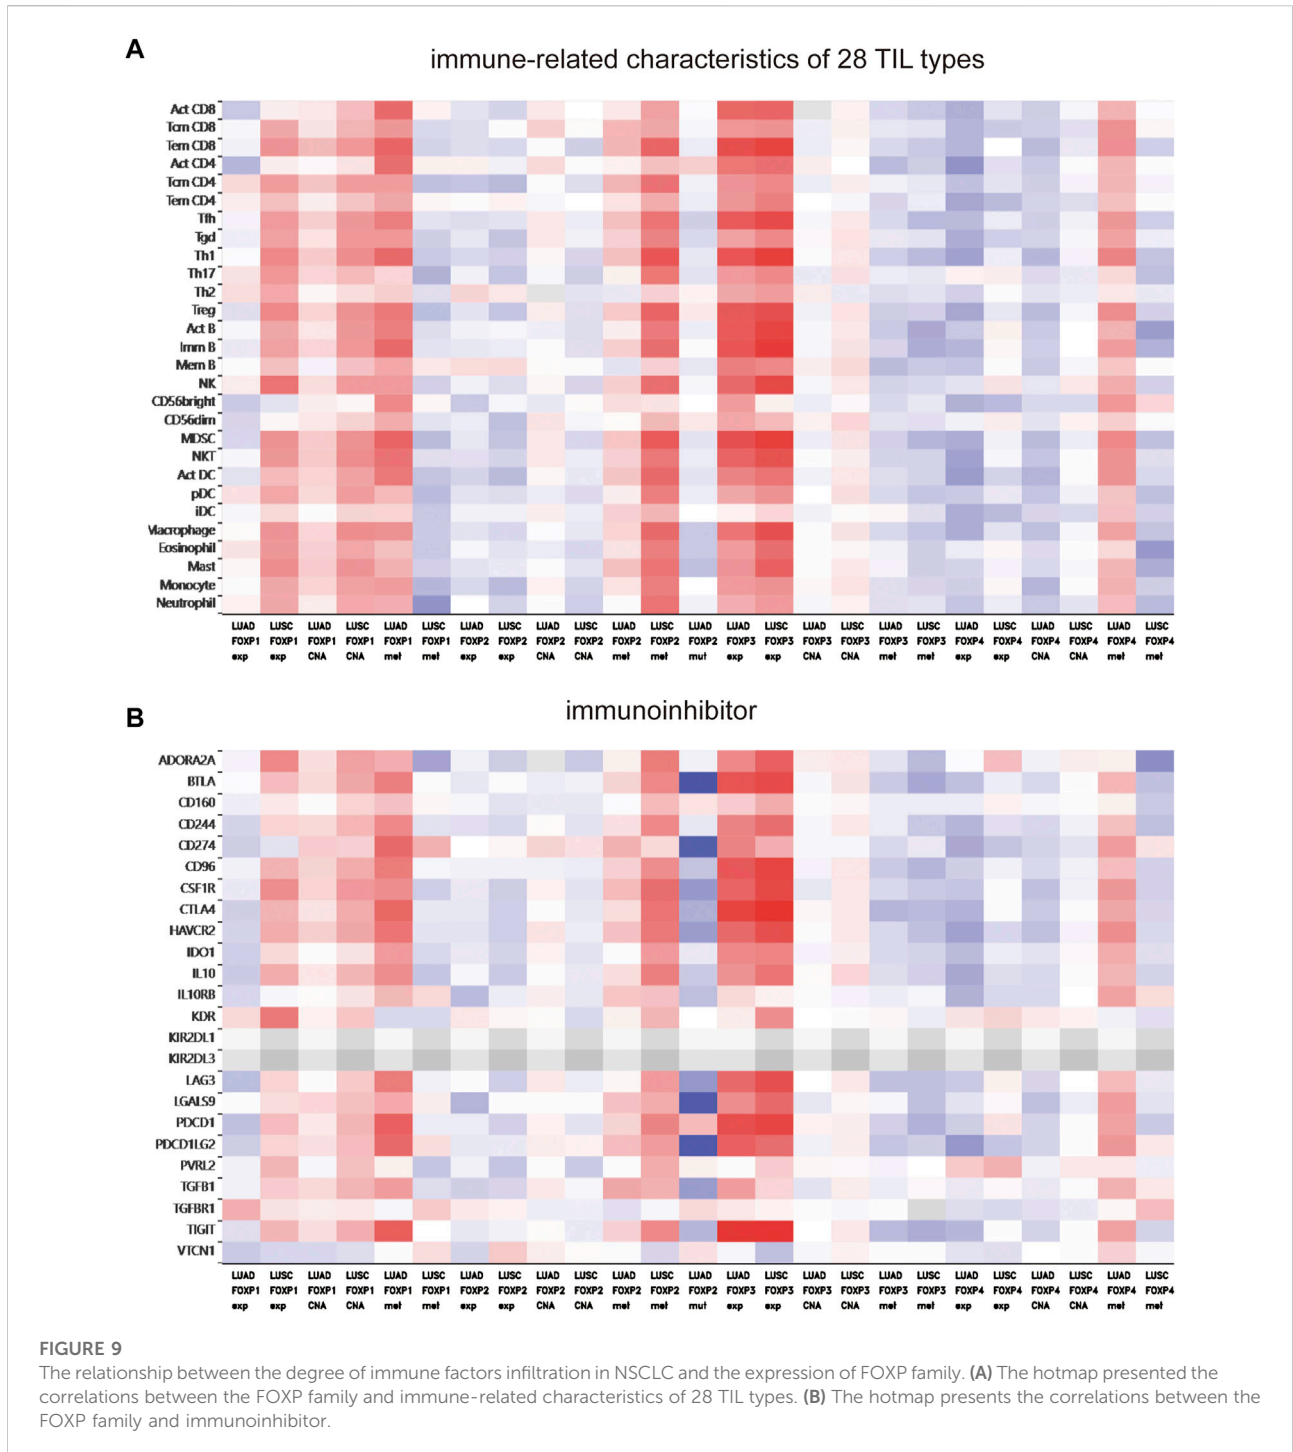 A
immune-related characteristics of 28 TIL types
Act CD8
Tcm CD8
Tem CD8
Act CD4
Tcm CD4
Tem CD4
Tfh
Tgd
Th1
Th17
Th2
Treg
Act B
Imm B
Mem B
NK
CD56bright
CD56dim
MDSC
NKT
Act DC
pDC
iDC
Macrophage
Eosinophil
Mast
Monocyte
Neutrophil
LUAD LUSC LUAD LUSC LUAD LUSC LUAD LUSC LUAD LUSC LUAD LUSC LUAD LUAD LUSC LUAD LUSC LUAD LUSC LUAD LUSC LUAD LUSC LUAD LUSC
FOXP1 FOXP1 FOXP1 FOXP1 FOXP1 FOXP1 FOXP2 FOXP2 FOXP2 FOXP2 FOXP2 FOXP2 FOXP2 FOXP3 FOXP3 FOXP3 FOXP3 FOXP3 FOXP3 FOXP4 FOXP4 FOXP4 FOXP4 FOXP4 FOXP4
exp exp CNA CNA met met exp exp CNA CNA met met mut exp exp CNA CNA met met exp exp CNA CNA met met
B
immunoinhibitor
ADORA2A
BTLA
CD160
CD244
CD274
CD96
CSF1R
CTLA4
HAVCR2
IDO1
IL10
IL10RB
KDR
KIR2DL1
KIR2DL3
LAG3
LGALS9
PDCD1
PDCD1LG2
PVRL2
TGFB1
TGFBR1
TIGIT
VTCN1
LUAD LUSC LUAD LUSC LUAD LUSC LUAD LUSC LUAD LUSC LUAD LUSC LUAD LUAD LUSC LUAD LUSC LUAD LUSC LUAD LUSC LUAD LUSC LUAD LUSC
FOXP1 FOXP1 FOXP1 FOXP1 FOXP1 FOXP1 FOXP2 FOXP2 FOXP2 FOXP2 FOXP2 FOXP2 FOXP2 FOXP3 FOXP3 FOXP3 FOXP3 FOXP3 FOXP3 FOXP4 FOXP4 FOXP4 FOXP4 FOXP4 FOXP4
exp exp CNA CNA met met exp exp CNA CNA met met mut exp exp CNA CNA met met exp exp CNA CNA met met
FIGURE 9
The relationship between the degree of immune factors infiltration in NSCLC and the expression of FOXP family. (A) The hotmap presented the
correlations between the FOXP family and immune-related characteristics of 28 TIL types. (B) The hotmap presents the correlations between the
FOXP family and immunoinhibitor.